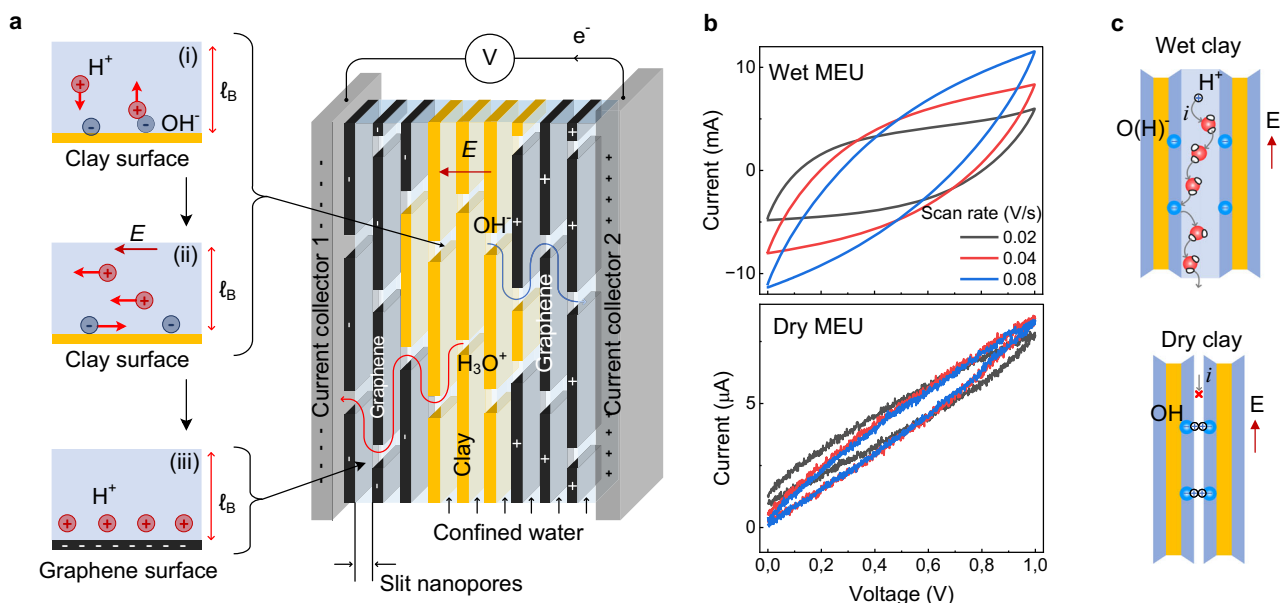 a
(i)
H+
OH-
ℓB
Clay surface
E
(ii)
ℓB
Clay surface
(iii)
H+
ℓB
Graphene surface
V
e-
Current collector 1
Graphene
E
OH-
H3O+
Clay
Graphene
Current collector 2
Confined water
Slit nanopores
b
Wet MEU
10
0
−10
Current (mA)
Scan rate (V/s)
0.02
0.04
0.08
Dry MEU
5
0
Current (μA)
0,0 0,2 0,4 0,6 0,8 1,0
Voltage (V)
c
Wet clay
H+
i
O(H)-
E
Dry clay
i
OH
E